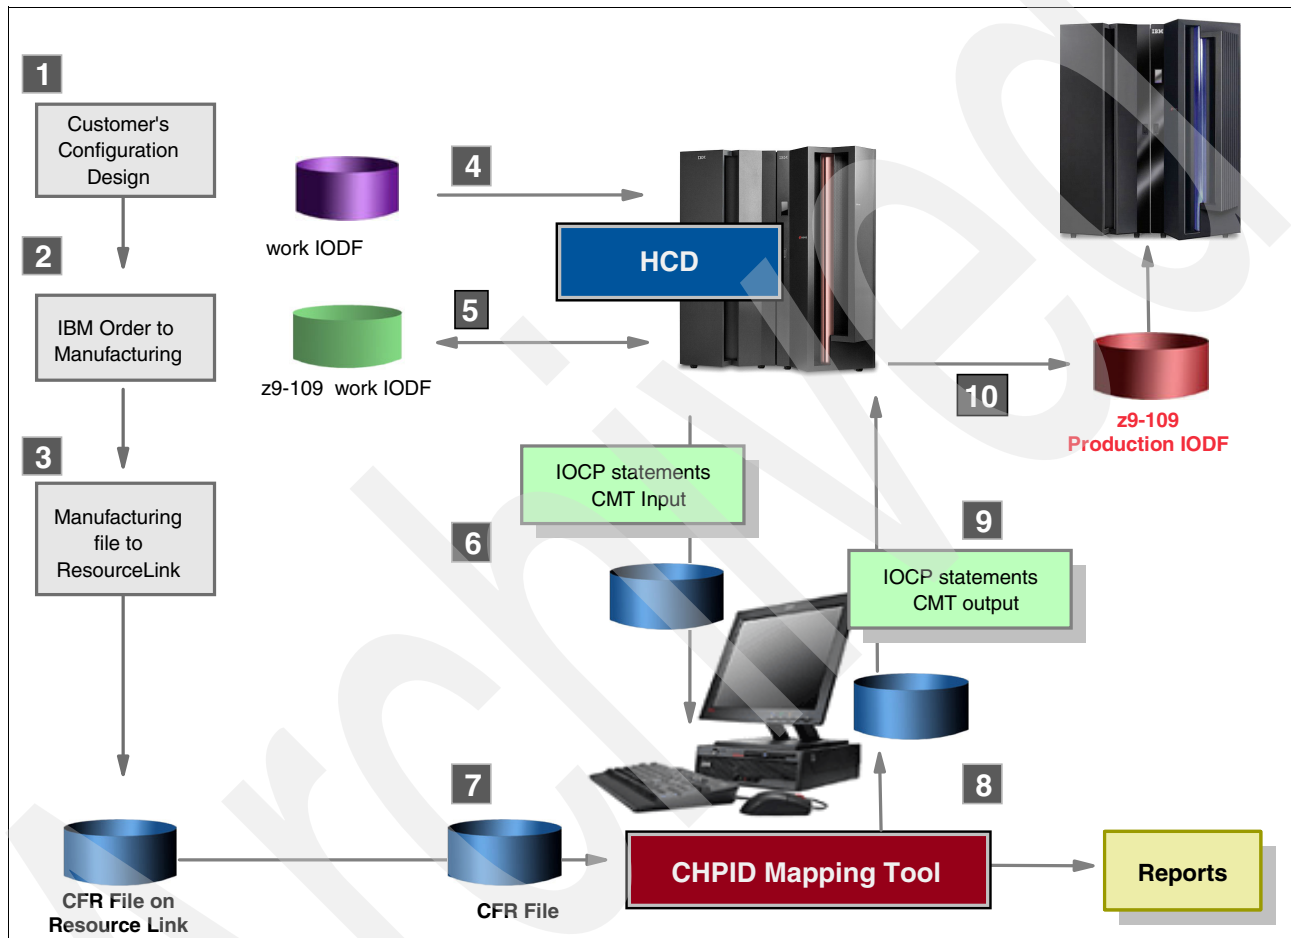 1
Customer's
Configuration
Design
2
IBM Order to
Manufacturing
3
Manufacturing
file to
ResourceLink
CFR File on
Resource Link
work IODF
4
HCD
5
z9-109 work IODF
IOCP statements
CMT Input
6
7
CFR File
CHPID Mapping Tool
8
Reports
9
IOCP statements
CMT output
10
z9-109
Production IODF
IBM
Archived